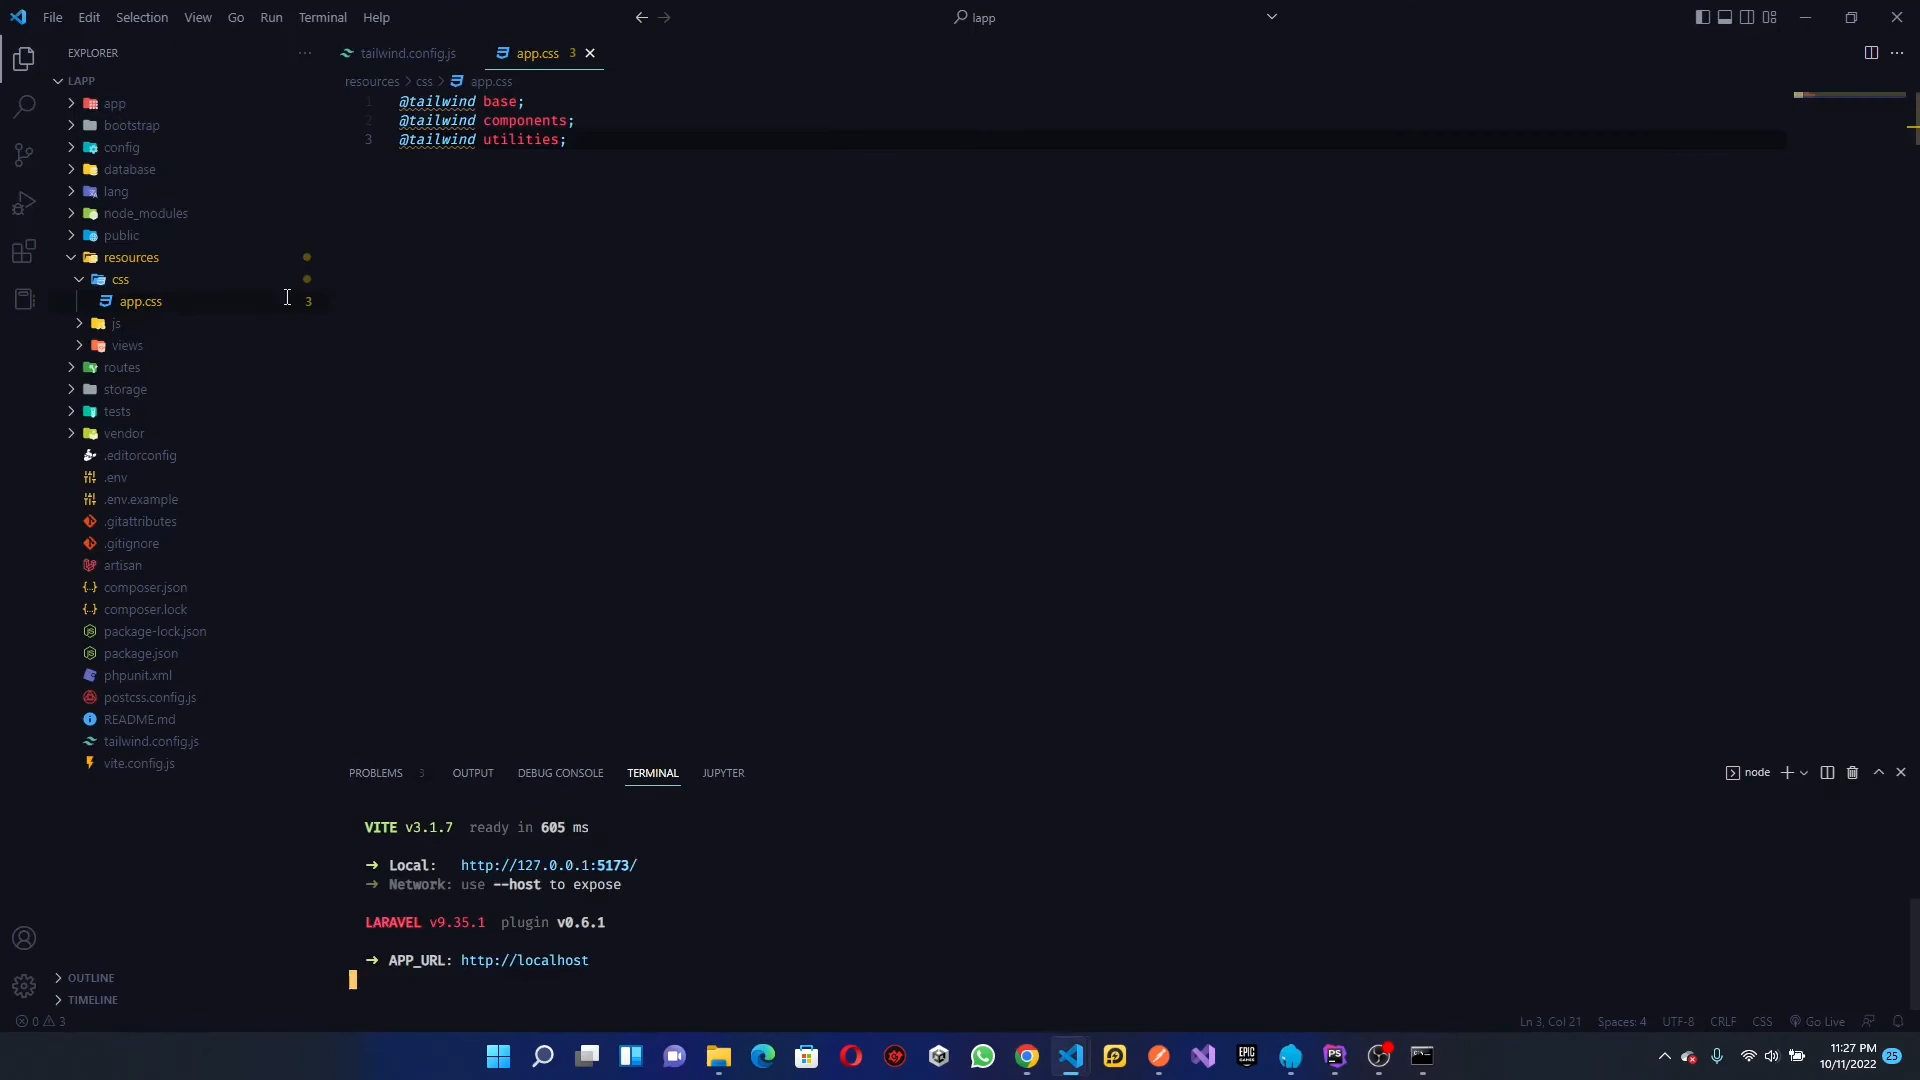 File Edit Selection View Go Run Terminal Help
lapp
EXPLORER
LAPP
app
bootstrap
config
database
lang
node_modules
public
resources
css
app.css 3
js
views
routes
storage
tests
vendor
.editorconfig
.env
.env.example
.gitattributes
.gitignore
artisan
composer.json
composer.lock
package-lock.json
package.json
phpunit.xml
postcss.config.js
README.md
tailwind.config.js
vite.config.js
OUTLINE
TIMELINE
tailwind.config.js app.css 3
resources > css > app.css
1 @tailwind base;
2 @tailwind components;
3 @tailwind utilities;
PROBLEMS 3 OUTPUT DEBUG CONSOLE TERMINAL JUPYTER
node
VITE v3.1.7 ready in 605 ms
➜ Local: http://127.0.0.1:5173/
➜ Network: use --host to expose
LARAVEL v9.35.1 plugin v0.6.1
➜ APP_URL: http://localhost
0 3
Ln 3, Col 21 Spaces: 4 UTF-8 CRLF CSS Go Live
EPIC GAMES
PS
11:27 PM
10/11/2022
25